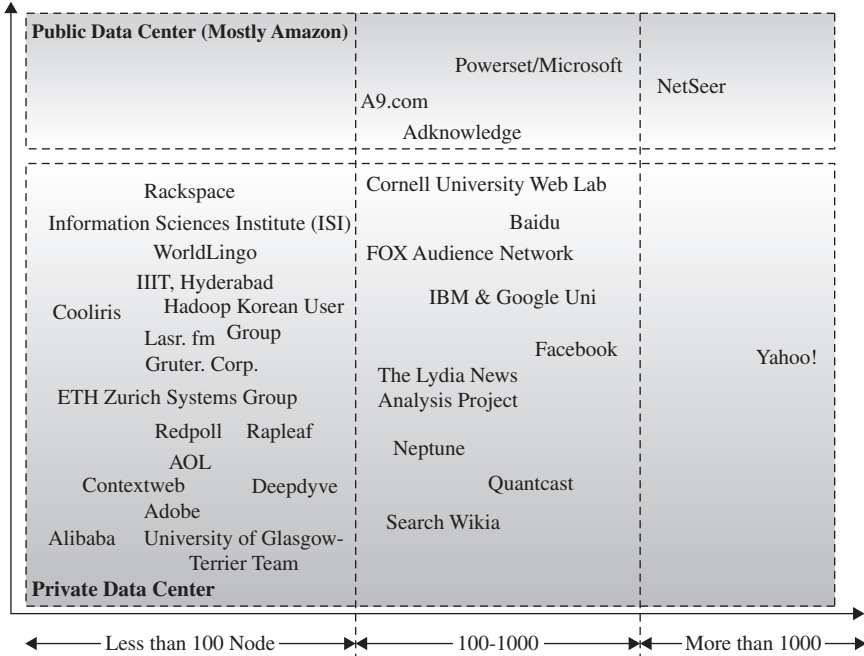 Public Data Center (Mostly Amazon)
Powerset/Microsoft
A9.com
Adknowledge
NetSeer
Rackspace
Information Sciences Institute (ISI)
WorldLingo
IIIT, Hyderabad
Cooliris
Hadoop Korean User
Group
Lasr. fm
Gruter. Corp.
ETH Zurich Systems Group
Redpoll
Rapleaf
AOL
Contextweb
Deepdyve
Adobe
Alibaba
University of Glasgow-
Terrier Team
Private Data Center
Cornell University Web Lab
Baidu
FOX Audience Network
IBM & Google Uni
Facebook
The Lydia News
Analysis Project
Neptune
Quantcast
Search Wikia
Yahoo!
Less than 100 Node
100-1000
More than 1000